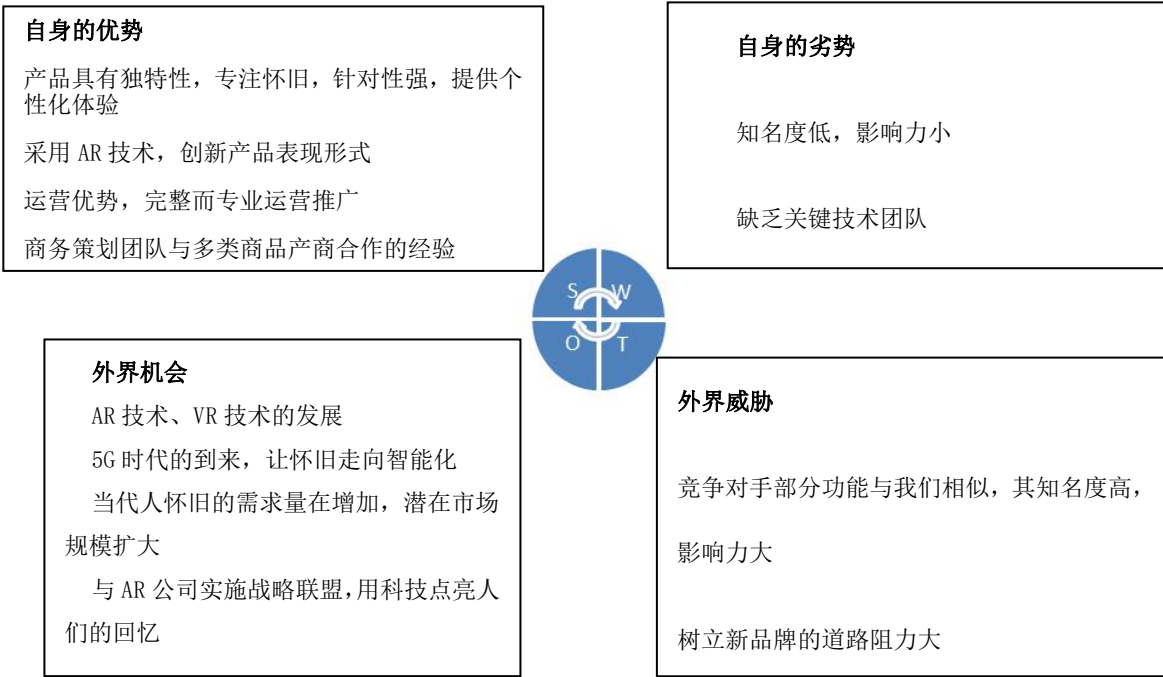 自身的优势
产品具有独特性，专注怀旧，针对性强，提供个
性化体验
采用 AR 技术，创新产品表现形式
运营优势，完整而专业运营推广
商务策划团队与多类商品产商合作的经验
自身的劣势
知名度低，影响力小
缺乏关键技术团队
S W
O T
外界机会
AR 技术、VR 技术的发展
5G 时代的到来，让怀旧走向智能化
当代人怀旧的需求量在增加，潜在市场
规模扩大
与 AR 公司实施战略联盟，用科技点亮人
们的回忆
外界威胁
竞争对手部分功能与我们相似，其知名度高，
影响力大
树立新品牌的道路阻力大